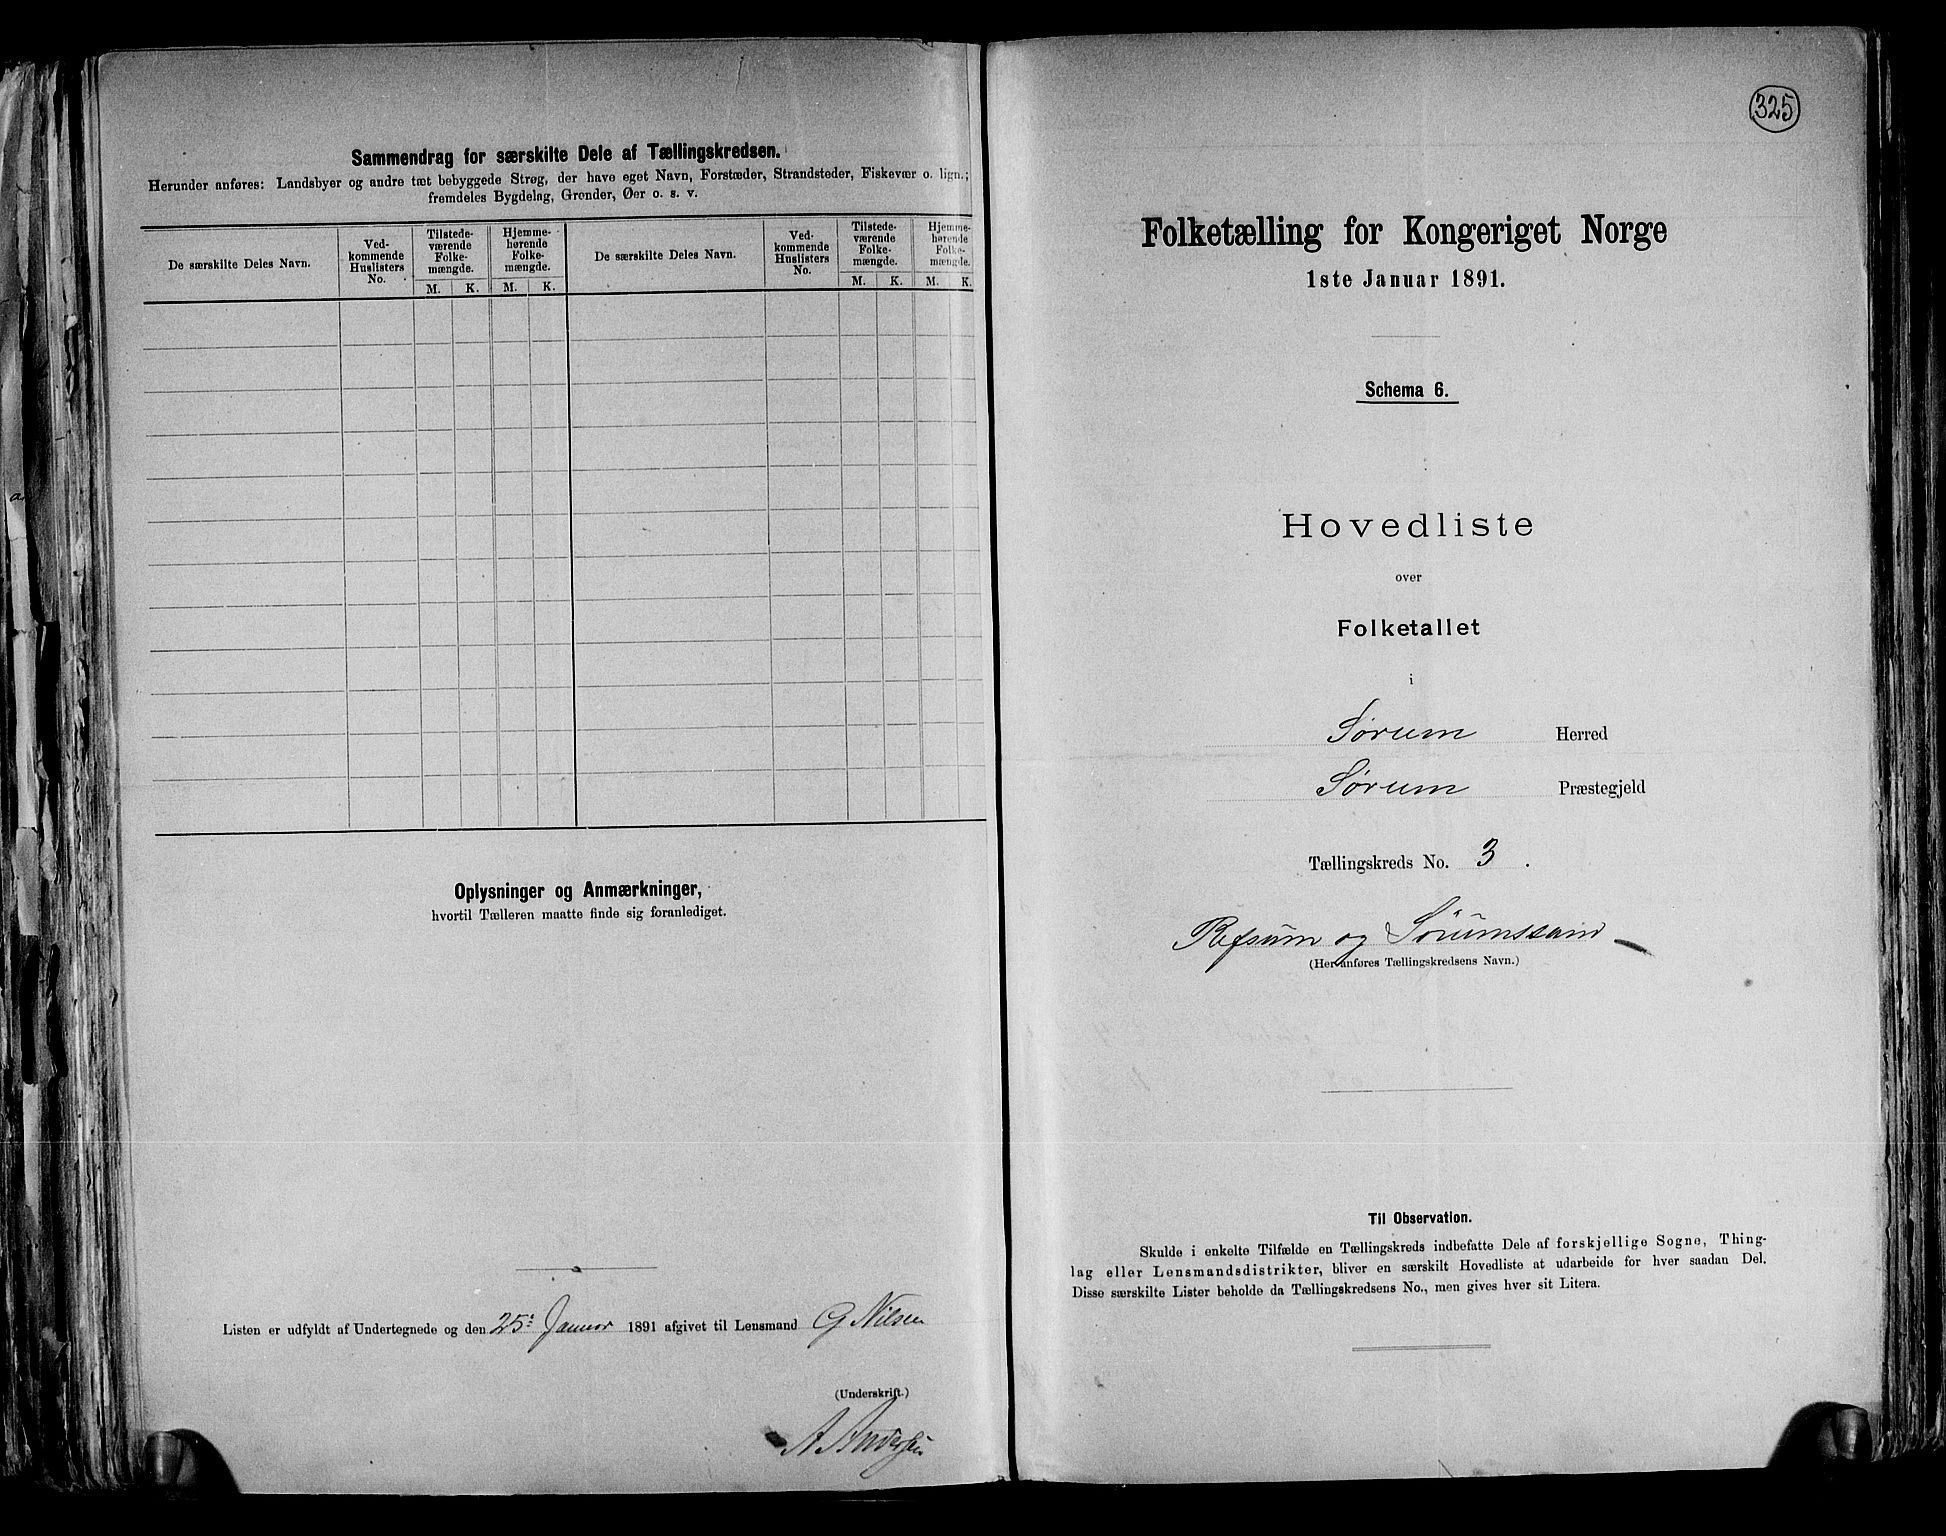 Sammendrag for særskilte Dele af Tællingskredsen.
Herunder anføres: Landsbyer og andre tæt bebyggede Strøg, der have eget Navn, Forstæder, Strandsteder, Fiskevær o. lign.;
fremdeles Bygdelag, Grender, Øer o. s. v.
De særskilte Deles Navn.
Ved-
kommende
Huslisters
No.
Tilstede-
værende
Folke-
mængde.
M. K.
Hjemme-
hørende
Folke-
mængde.
M. K.
De særskilte Deles Navn.
Ved-
kommende
Huslisters
No.
Tilstede-
værende
Folke-
mængde.
M. K.
Hjemme-
hørende
Folke-
mængde.
M. K.
Oplysninger og Anmærkninger,
hvortil Tælleren maatte finde sig foranlediget.
Listen er udfyldt af Undertegnede og den 25: Januar 1891 afgivet til Lensmand G Nilsen
(Underskrift.)
A Andersen
325
Folketælling for Kongeriget Norge
1ste Januar 1891.
Schema 6.
Hovedliste
over
Folketallet
i
Sørum Herred
Sørum Præstegjeld
Tællingskreds No. 3.
Refsum og Sørumssand
(Her anføres Tællingskredsens Navn.)
Til Observation.
Skulde i enkelte Tilfælde en Tællingskreds indbefatte Dele af forskjellige Sogne, Thing-
lag eller Lensmandsdistrikter, bliver en særskilt Hovedliste at udarbeide for hver saadan Del.
Disse særskilte Lister beholde da Tællingskredsens No., men gives hver sit Litera.